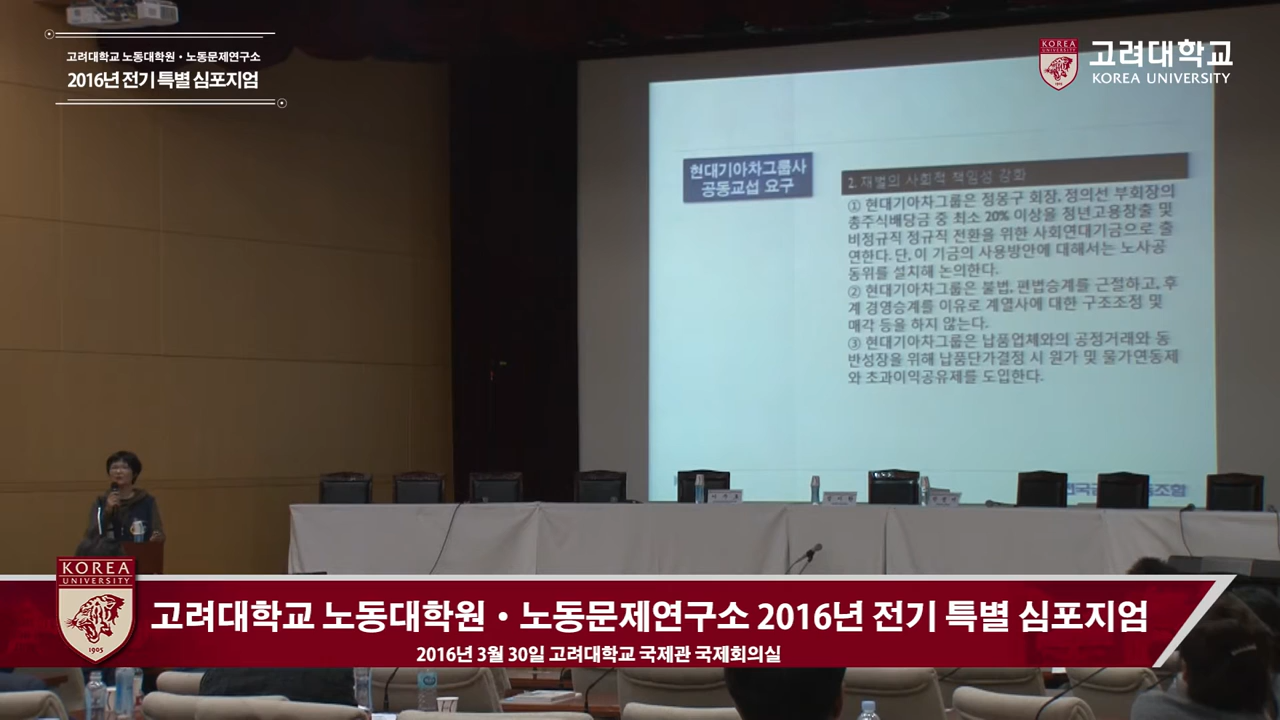 고려대학교 노동대학원 • 노동문제연구소
2016년 전기 특별 심포지엄
KOREA
UNIVERSITY
1905
고려대학교
KOREA UNIVERSITY
현대기아차그룹사
공동교섭 요구
2. 재벌의 사회적 책임성 강화
① 현대기아차그룹은 정몽구 회장, 정의선 부회장의
총주식배당금 중 최소 20% 이상을 청년고용창출 및
비정규직 정규직 전환을 위한 사회연대기금으로 출
연한다. 단, 이 기금의 사용방안에 대해서는 노사공
동위를 설치해 논의한다.
② 현대기아차그룹은 불법, 편법승계를 근절하고, 후
계 경영승계를 이유로 계열사에 대한 구조조정 및
매각 등을 하지 않는다.
③ 현대기아차그룹은 납품업체와의 공정거래와 동
반성장을 위해 납품단가결정 시 원가 및 물가연동제
와 초과이익공유제를 도입한다.
조합
KOREA
UNIVERSITY
1905
고려대학교 노동대학원 • 노동문제연구소 2016년 전기 특별 심포지엄
2016년 3월 30일 고려대학교 국제관 국제회의실